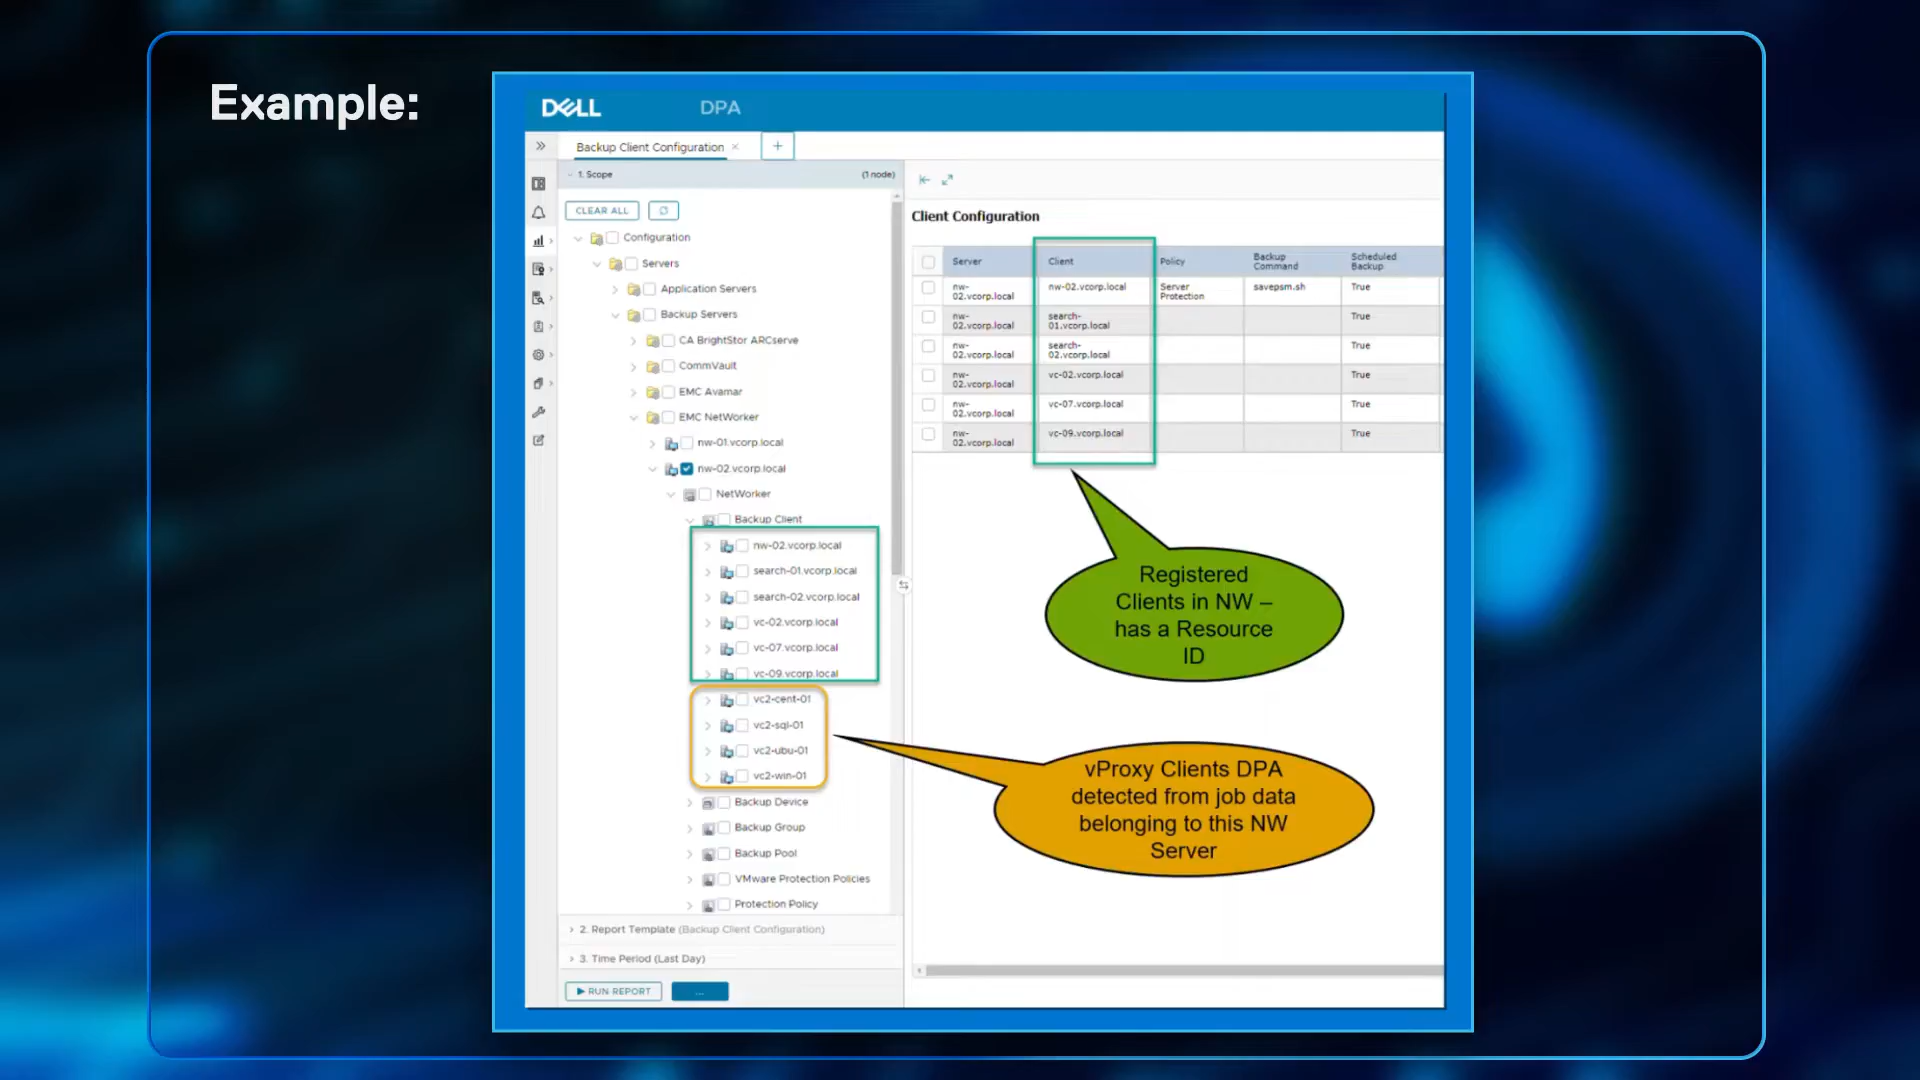 Example:
DELL
DPA
Backup Client Configuration ×
+
1. Scope
(1 node)
CLEAR ALL
Configuration
Servers
Application Servers
Backup Servers
CA BrightStor ARCserve
CommVault
EMC Avamar
EMC NetWorker
nw-01.vcorp.local
nw-02.vcorp.local
NetWorker
Backup Client
nw-02.vcorp.local
search-01.vcorp.local
search-02.vcorp.local
vc-02.vcorp.local
vc-07.vcorp.local
vc-09.vcorp.local
vc2-cent-01
vc2-sql-01
vc2-ubu-01
vc2-win-01
Backup Device
Backup Group
Backup Pool
VMware Protection Policies
Protection Policy
2. Report Template (Backup Client Configuration)
3. Time Period (Last Day)
RUN REPORT
...
Client Configuration
Server Client Policy Backup Command Scheduled Backup
nw-02.vcorp.local nw-02.vcorp.local Server Protection savepsm.sh True
nw-02.vcorp.local search-01.vcorp.local True
nw-02.vcorp.local search-02.vcorp.local True
nw-02.vcorp.local vc-02.vcorp.local True
nw-02.vcorp.local vc-07.vcorp.local True
nw-02.vcorp.local vc-09.vcorp.local True
Registered
Clients in NW –
has a Resource
ID
vProxy Clients DPA
detected from job data
belonging to this NW
Server